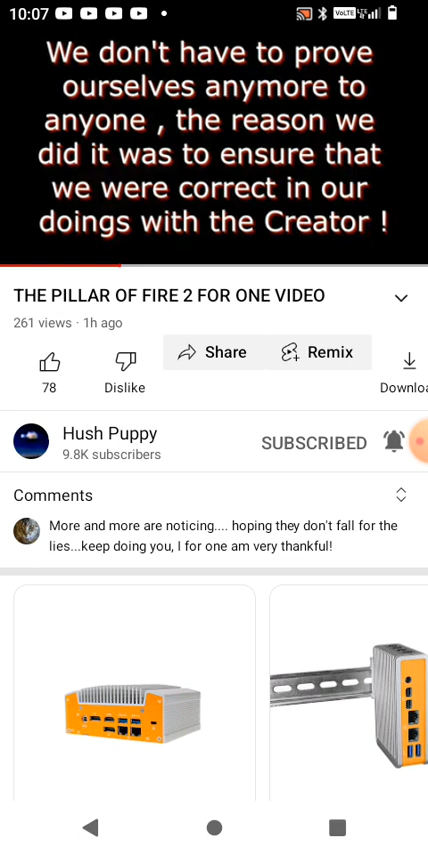 10:07
VoLTE
We don't have to prove
ourselves anymore to
anyone , the reason we
did it was to ensure that
we were correct in our
doings with the Creator !
THE PILLAR OF FIRE 2 FOR ONE VIDEO
261 views · 1h ago
Share
Remix
78
Dislike
Downlo
Hush Puppy
9.8K subscribers
SUBSCRIBED
Comments
More and more are noticing.... hoping they don't fall for the
lies...keep doing you, I for one am very thankful!